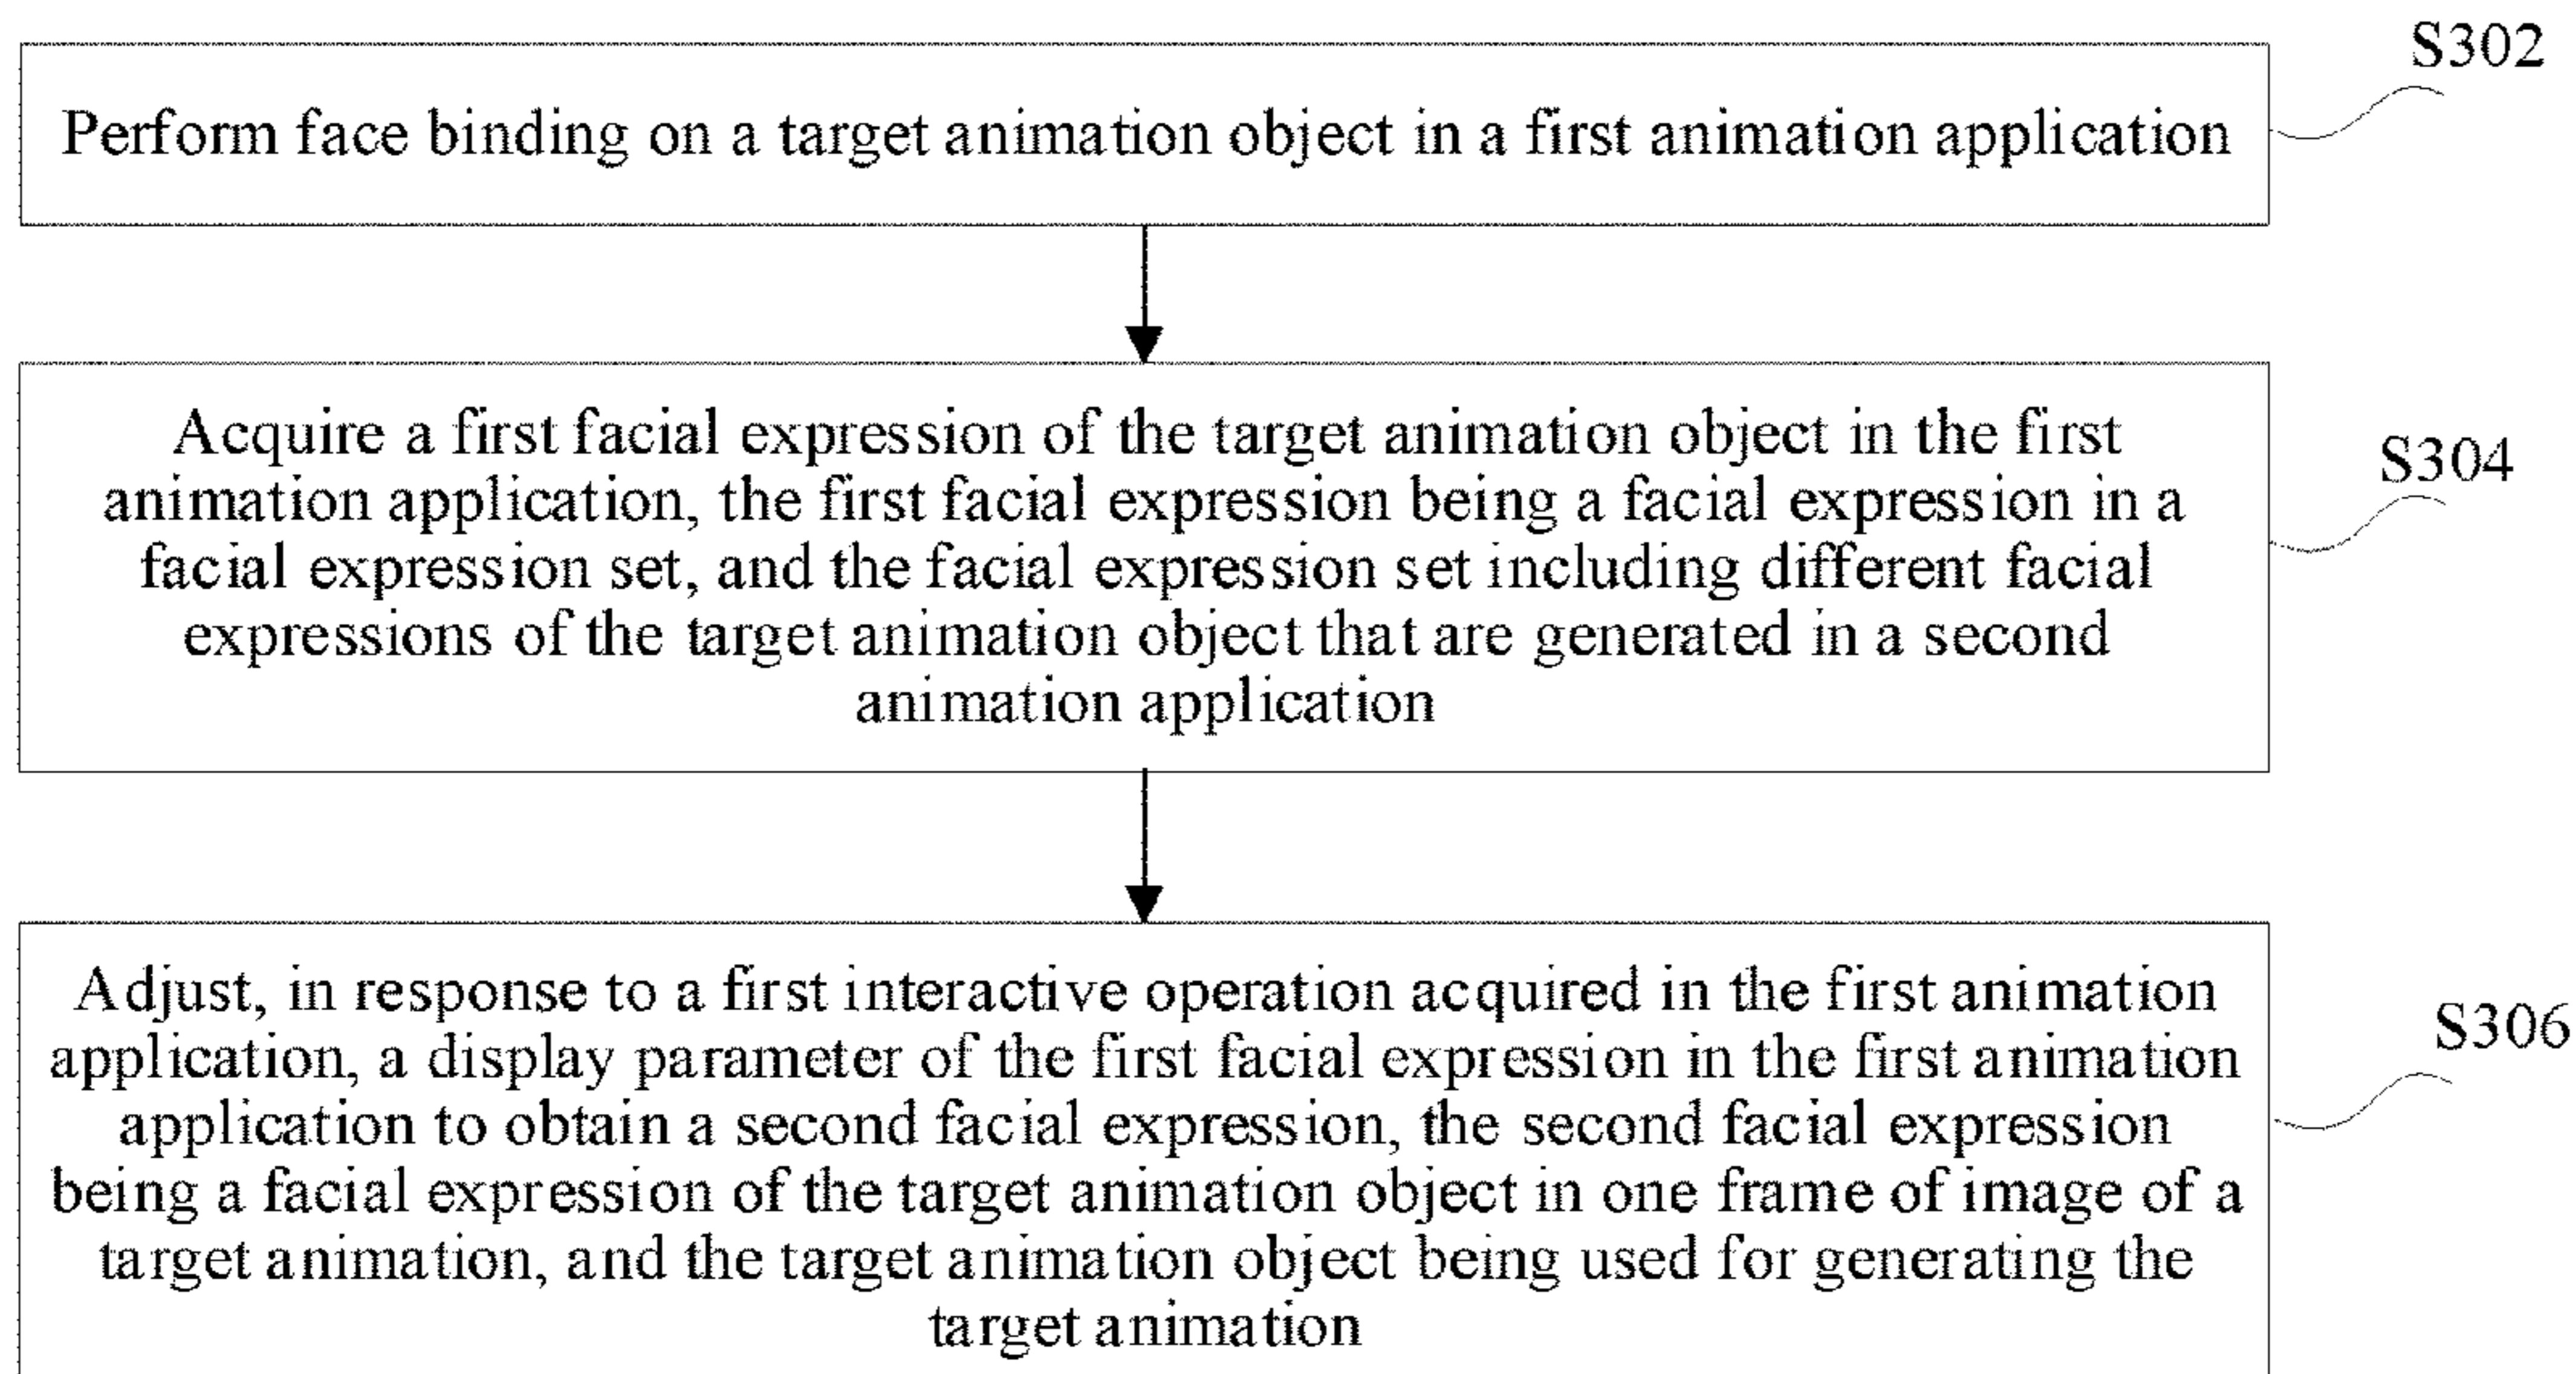 S302
Perform face binding on a target animation object in a first animation application
Acquire a first facial expression of the target animation object in the first
animation application, the first facial expression being a facial expression in a
facial expression set, and the facial expression set including different facial
expressions of the target animation object that are generated in a second
animation application
S304
Adjust, in response to a first interactive operation acquired in the first animation
application, a display parameter of the first facial expression in the first animation
application to obtain a second facial expression, the second facial expression
being a facial expression of the target animation object in one frame of image of a
target animation, and the target animation object being used for generating the
target animation
S306